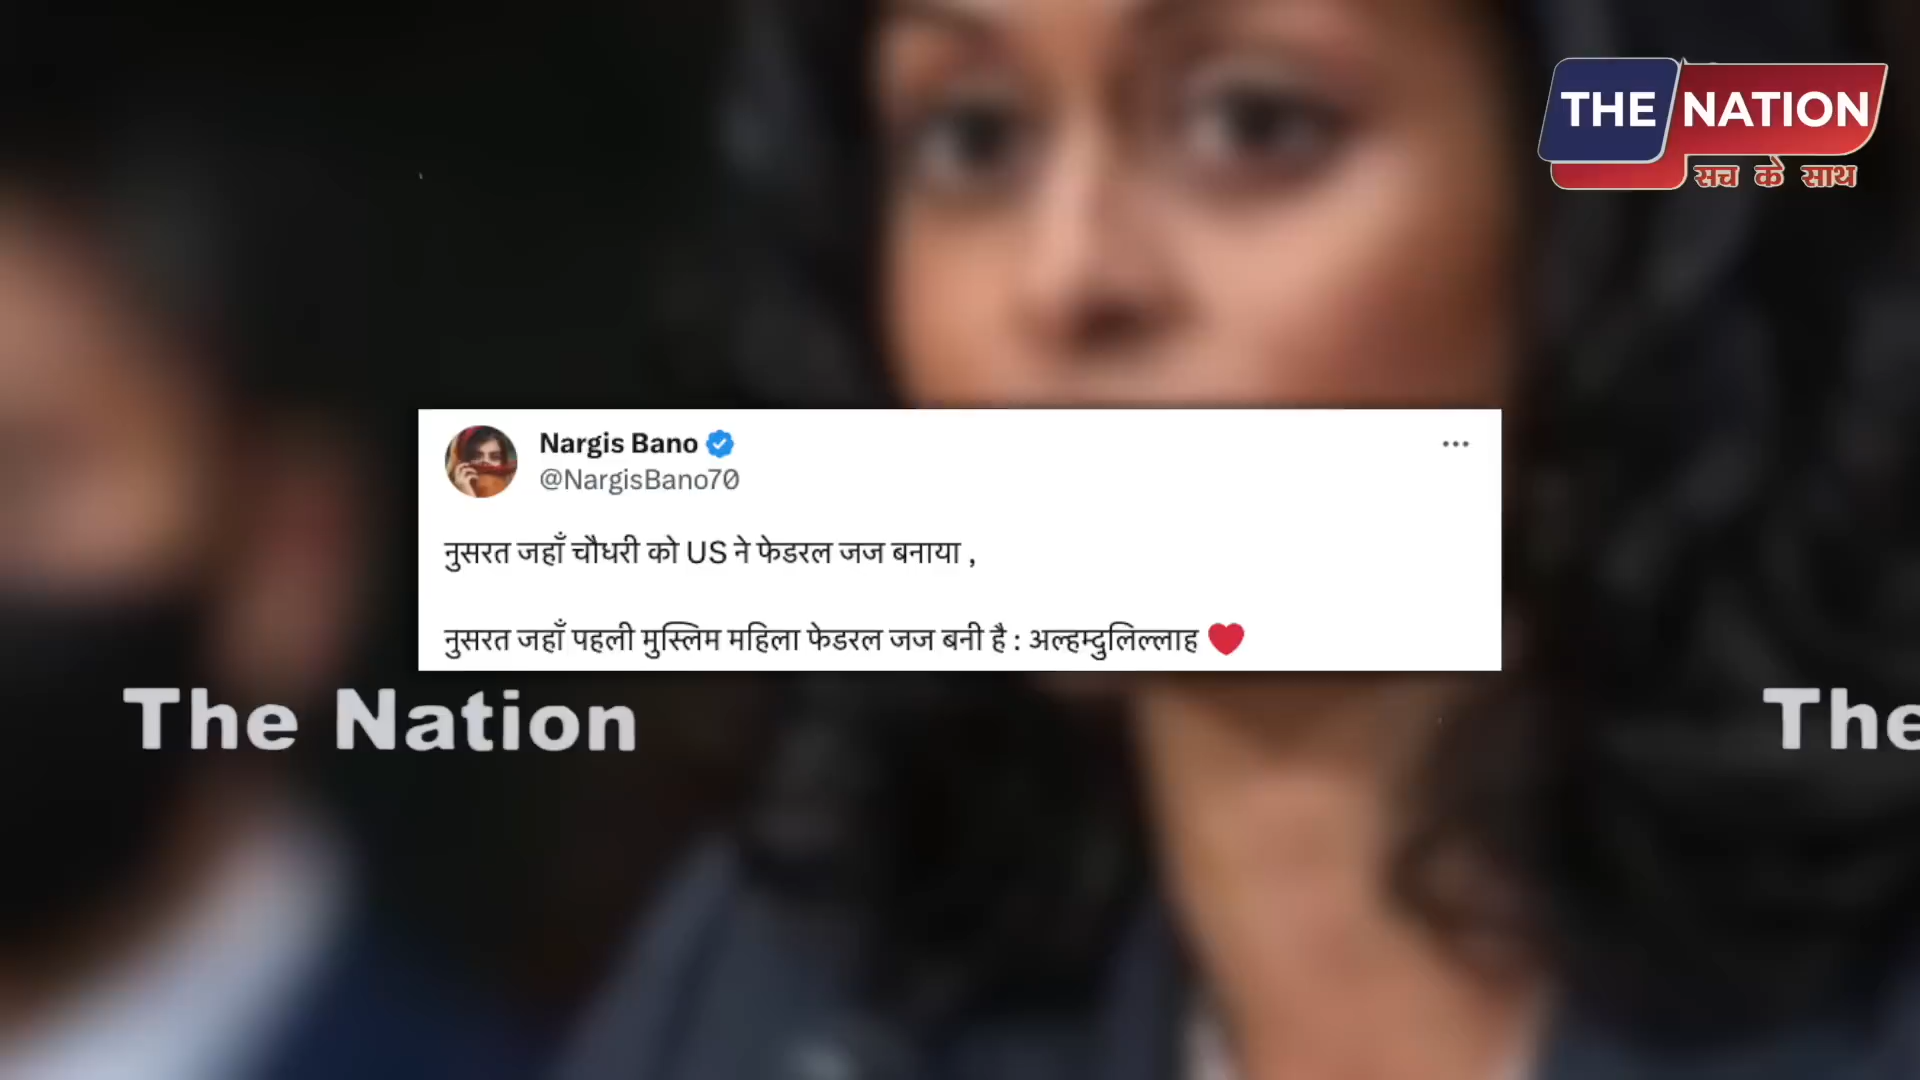 THE NATION
सच के साथ
Nargis Bano
@NargisBano70
नुसरत जहाँ चौधरी को US ने फेडरल जज बनाया ,
नुसरत जहाँ पहली मुस्लिम महिला फेडरल जज बनी है : अल्हम्दुलिल्लाह ❤️
The Nation
The